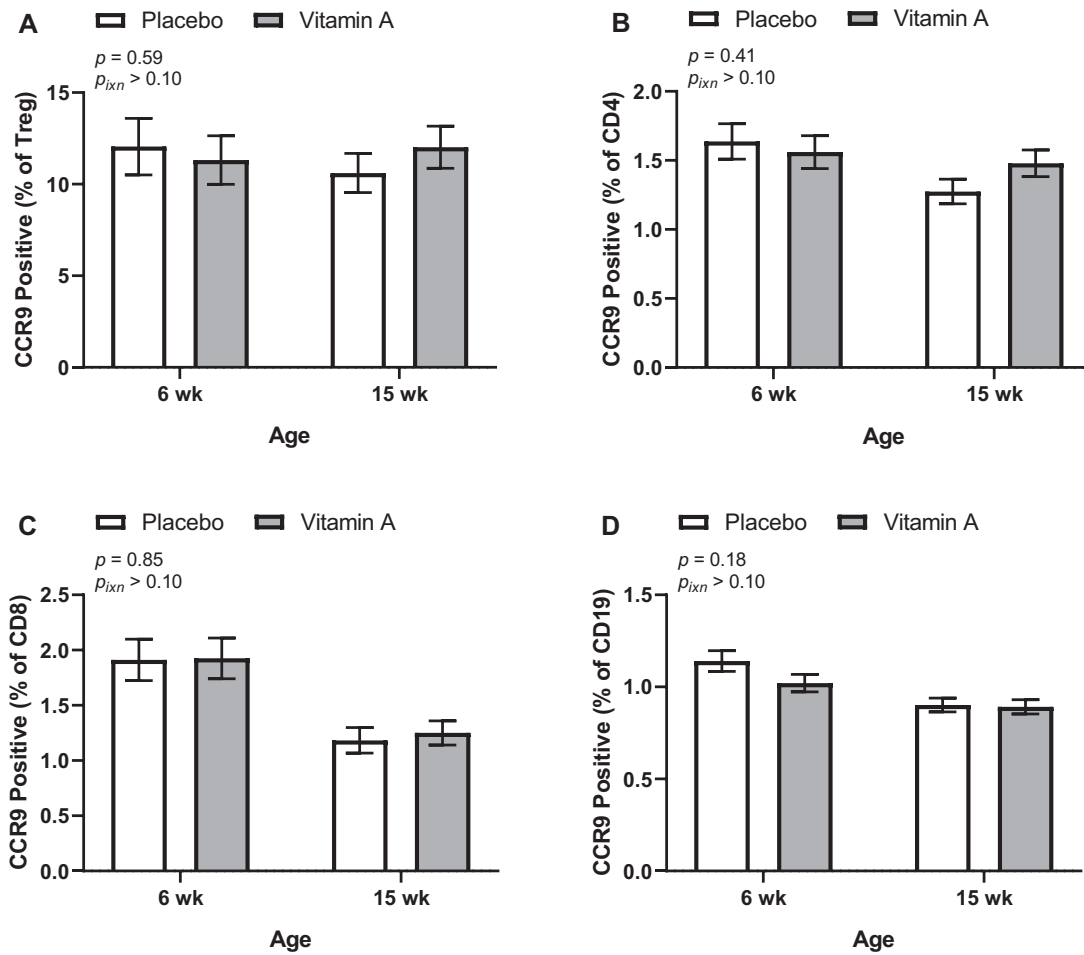 A
Placebo Vitamin A
p = 0.59
pixn > 0.10
CCR9 Positive (% of Treg)
15
10
5
0
6 wk 15 wk
Age
B
Placebo Vitamin A
p = 0.41
pixn > 0.10
CCR9 Positive (% of CD4)
2.0
1.5
1.0
0.5
0.0
6 wk 15 wk
Age
C
Placebo Vitamin A
p = 0.85
pixn > 0.10
CCR9 Positive (% of CD8)
2.5
2.0
1.5
1.0
0.5
0.0
6 wk 15 wk
Age
D
Placebo Vitamin A
p = 0.18
pixn > 0.10
CCR9 Positive (% of CD19)
1.5
1.0
0.5
0.0
6 wk 15 wk
Age